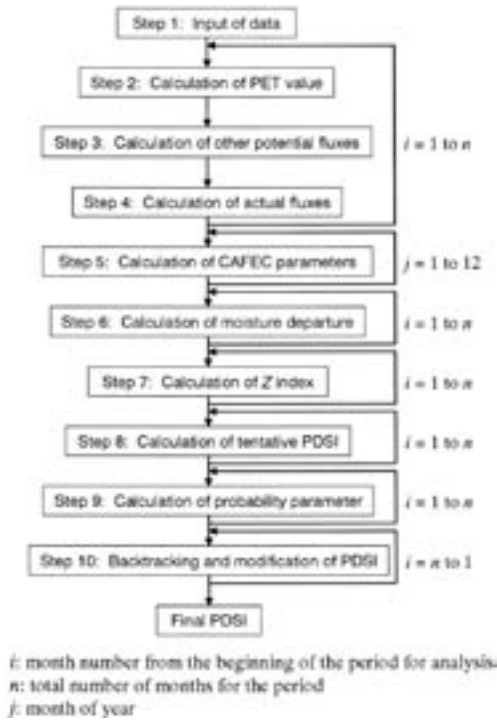 Step 1: Input of data
Step 2: Calculation of PET value
Step 3: Calculation of other potential fluxes
i = 1 to n
Step 4: Calculation of actual fluxes
Step 5: Calculation of CAFEC parameters
j = 1 to 12
Step 6: Calculation of moisture departure
i = 1 to n
Step 7: Calculation of Z index
i = 1 to n
Step 8: Calculation of tentative PDSI
i = 1 to n
Step 9: Calculation of probability parameter
i = 1 to n
Step 10: Backtracking and modification of PDSI
i = n to 1
Final PDSI
i: month number from the beginning of the period for analysis.
n: total number of months for the period
j: month of year